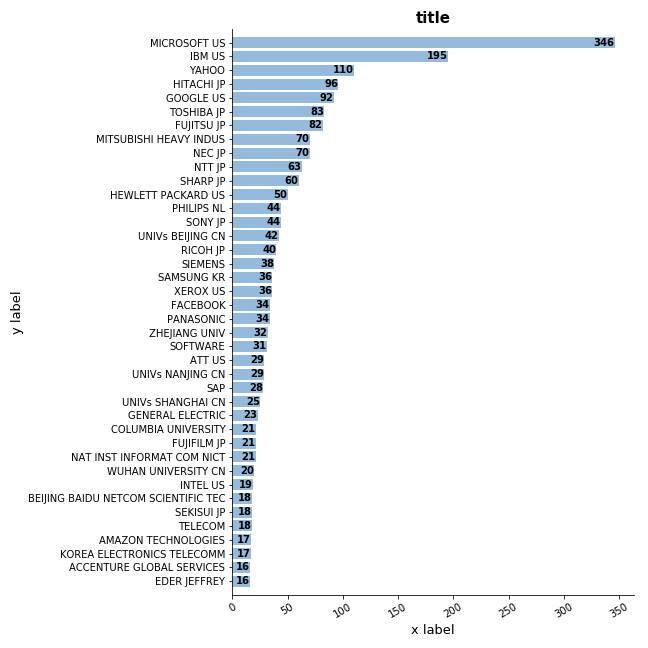 title
MICROSOFT US 346
IBM US 195
YAHOO 110
HITACHI JP 96
GOOGLE US 92
TOSHIBA JP 83
FUJITSU JP 82
MITSUBISHI HEAVY INDUS 70
NEC JP 70
NTT JP 63
SHARP JP 60
HEWLETT PACKARD US 50
PHILIPS NL 44
SONY JP 44
UNIVs BEIJING CN 42
RICOH JP 40
SIEMENS 38
SAMSUNG KR 36
XEROX US 36
FACEBOOK 34
PANASONIC 34
ZHEJIANG UNIV 32
SOFTWARE 31
ATT US 29
UNIVs NANJING CN 29
SAP 28
UNIVs SHANGHAI CN 25
GENERAL ELECTRIC 23
COLUMBIA UNIVERSITY 21
FUJIFILM JP 21
NAT INST INFORMAT COM NICT 21
WUHAN UNIVERSITY CN 20
INTEL US 19
BEIJING BAIDU NETCOM SCIENTIFIC TEC 18
SEKISUI JP 18
TELECOM 18
AMAZON TECHNOLOGIES 17
KOREA ELECTRONICS TELECOMM 17
ACCENTURE GLOBAL SERVICES 16
EDER JEFFREY 16
y label
0 50 100 150 200 250 300 350
x label